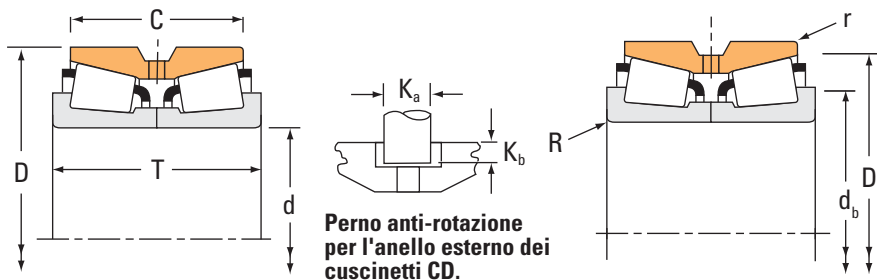 C
D
T
d
Ka
Kb
Perno anti-rotazione
per l'anello esterno dei
cuscinetti CD.
r
R
db
D